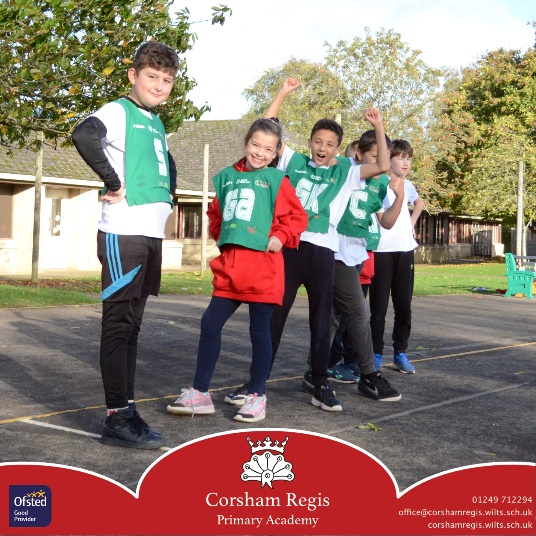 GA
GK
C
Corsham Regis
Primary Academy
Ofsted
Good
Provider
01249 712294
office@corshamregis.wilts.sch.uk
corshamregis.wilts.sch.uk